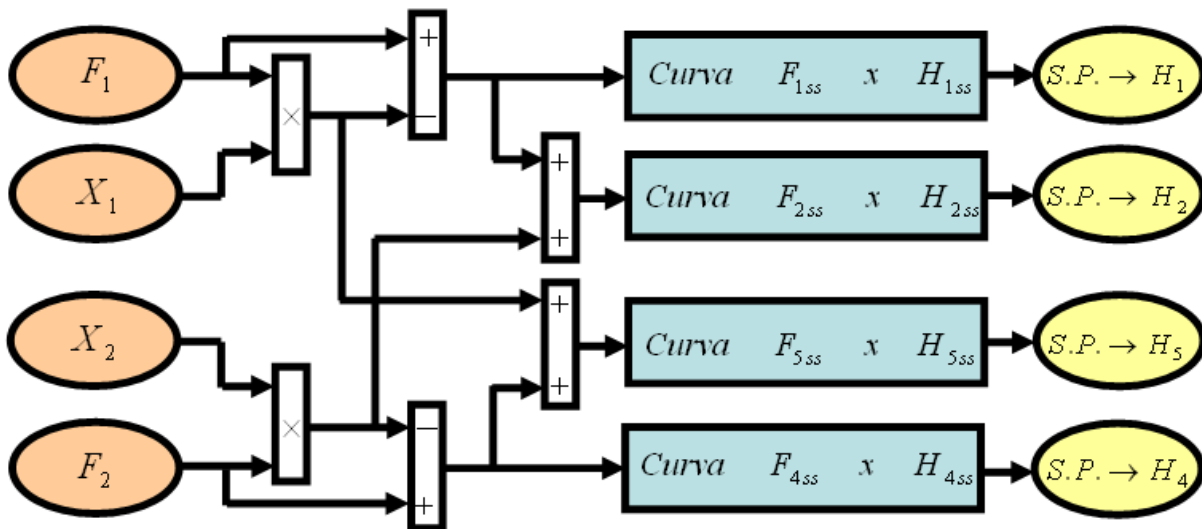 F₁
X₁
X₂
F₂
×
×
+
−
+
+
+
+
−
+
Curva F₁ss x H₁ss
Curva F₂ss x H₂ss
Curva F₅ss x H₅ss
Curva F₄ss x H₄ss
S.P. → H₁
S.P. → H₂
S.P. → H₅
S.P. → H₄